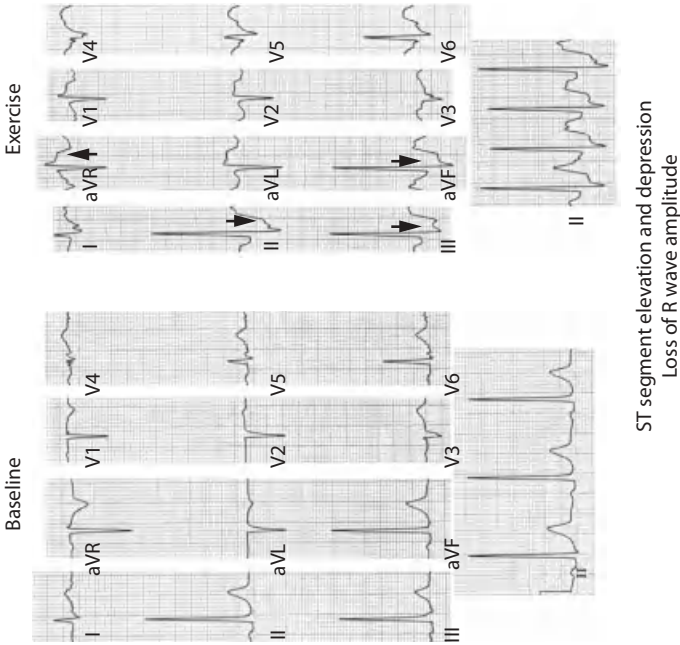 Baseline
I aVR V1 V4
II aVL V2 V5
III aVF V3 V6
II
Exercise
I aVR V1 V4
II aVL V2 V5
III aVF V3 V6
II
ST segment elevation and depression
Loss of R wave amplitude